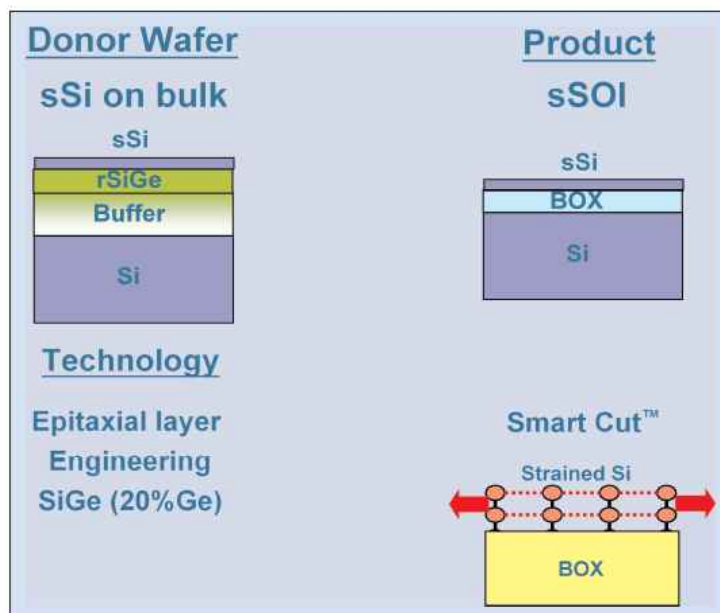 Donor Wafer
sSi on bulk
sSi
rSiGe
Buffer
Si
Technology
Epitaxial layer
Engineering
SiGe (20%Ge)
Product
sSOI
sSi
BOX
Si
Smart Cut™
Strained Si
BOX